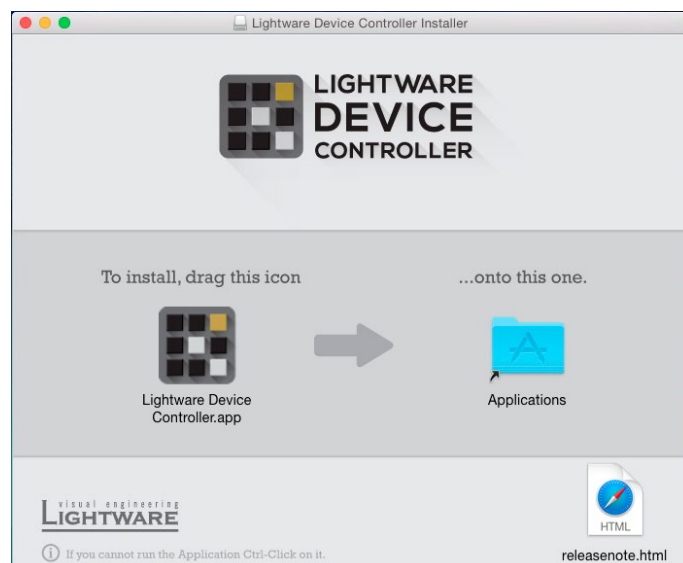 Lightware Device Controller Installer
LIGHTWARE
DEVICE
CONTROLLER
To install, drag this icon
...onto this one.
Lightware Device
Controller.app
Applications
visual engineering
LIGHTWARE
If you cannot run the Application Ctrl-Click on it.
HTML
releasenote.html